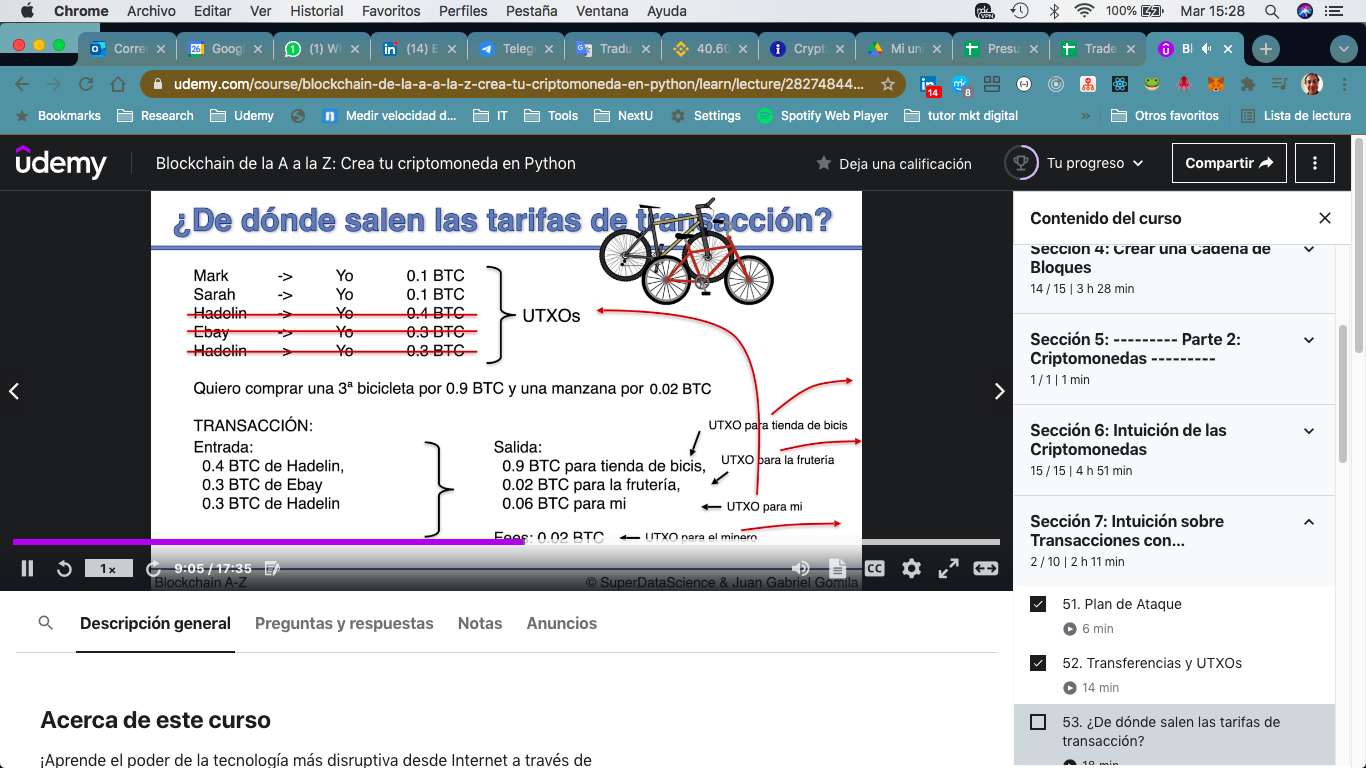 Chrome Archivo Editar Ver Historial Favoritos Perfiles Pestaña Ventana Ayuda 100% Mar 15:28
Corre Goog (1) W (14) E Teleg Tradu 40.60 Crypt Mi un Presu Trade Bl
udemy.com/course/blockchain-de-la-a-a-la-z-crea-tu-criptomoneda-en-python/learn/lecture/28274844... 14 8
Bookmarks Research Udemy Medir velocidad d... IT Tools NextU Settings Spotify Web Player tutor mkt digital » Otros favoritos Lista de lectura
udemy Blockchain de la A a la Z: Crea tu criptomoneda en Python Deja una calificación Tu progreso Compartir
¿De dónde salen las tarifas de transacción?
Mark -> Yo 0.1 BTC
Sarah -> Yo 0.1 BTC
Hadelin -> Yo 0.4 BTC
Ebay -> Yo 0.3 BTC
Hadelin -> Yo 0.3 BTC
UTXOs
Quiero comprar una 3ª bicicleta por 0.9 BTC y una manzana por 0.02 BTC
TRANSACCIÓN:
Entrada:
0.4 BTC de Hadelin,
0.3 BTC de Ebay
0.3 BTC de Hadelin
Salida:
0.9 BTC para tienda de bicis,
0.02 BTC para la frutería,
0.06 BTC para mi
Fees: 0.02 BTC
UTXO para tienda de bicis
UTXO para la frutería
UTXO para mi
UTXO para el minero
1x 9:05 / 17:35 CC
Blockchain A-Z © SuperDataScience & Juan Gabriel Gomila
Contenido del curso
Sección 4: Crear una Cadena de
Bloques
14 / 15 | 3 h 28 min
Sección 5: --------- Parte 2:
Criptomonedas ---------
1 / 1 | 1 min
Sección 6: Intuición de las
Criptomonedas
15 / 15 | 4 h 51 min
Sección 7: Intuición sobre
Transacciones con...
2 / 10 | 2 h 11 min
51. Plan de Ataque
6 min
52. Transferencias y UTXOs
14 min
53. ¿De dónde salen las tarifas de
transacción?
18 min
Descripción general Preguntas y respuestas Notas Anuncios
Acerca de este curso
¡Aprende el poder de la tecnología más disruptiva desde Internet a través de